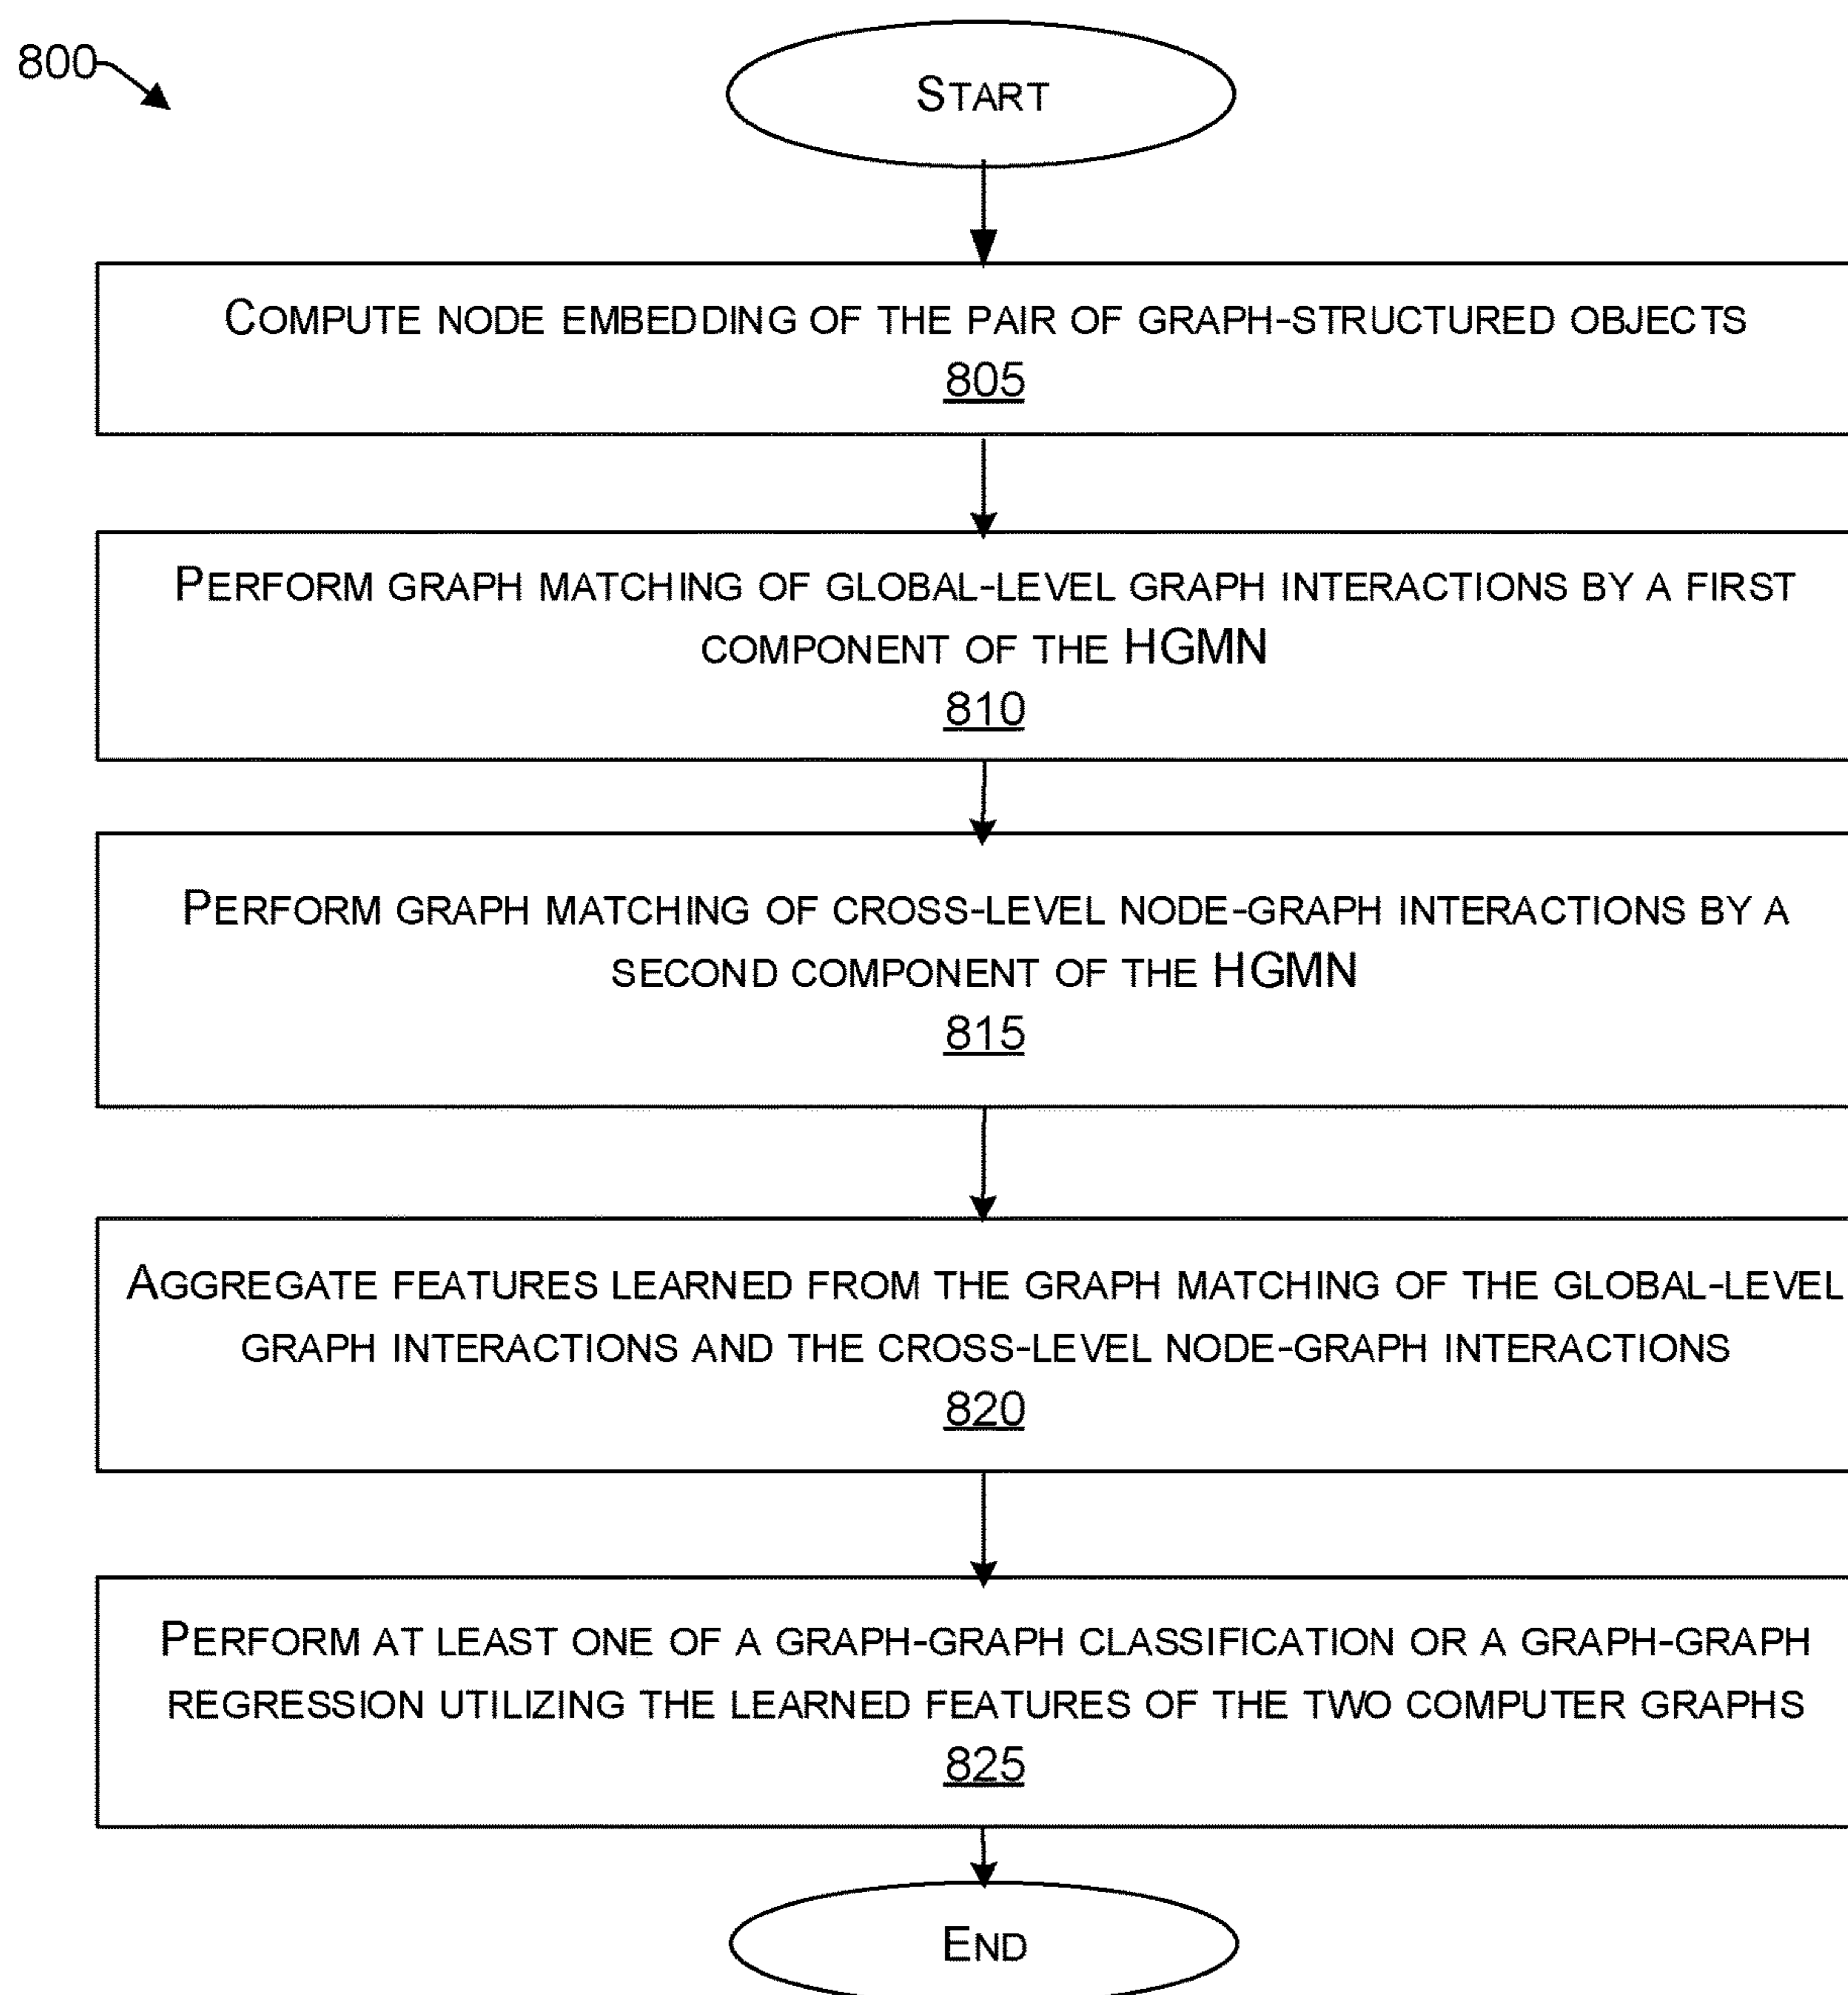 800
START
COMPUTE NODE EMBEDDING OF THE PAIR OF GRAPH-STRUCTURED OBJECTS
805
PERFORM GRAPH MATCHING OF GLOBAL-LEVEL GRAPH INTERACTIONS BY A FIRST
COMPONENT OF THE HGMN
810
PERFORM GRAPH MATCHING OF CROSS-LEVEL NODE-GRAPH INTERACTIONS BY A
SECOND COMPONENT OF THE HGMN
815
AGGREGATE FEATURES LEARNED FROM THE GRAPH MATCHING OF THE GLOBAL-LEVEL
GRAPH INTERACTIONS AND THE CROSS-LEVEL NODE-GRAPH INTERACTIONS
820
PERFORM AT LEAST ONE OF A GRAPH-GRAPH CLASSIFICATION OR A GRAPH-GRAPH
REGRESSION UTILIZING THE LEARNED FEATURES OF THE TWO COMPUTER GRAPHS
825
END